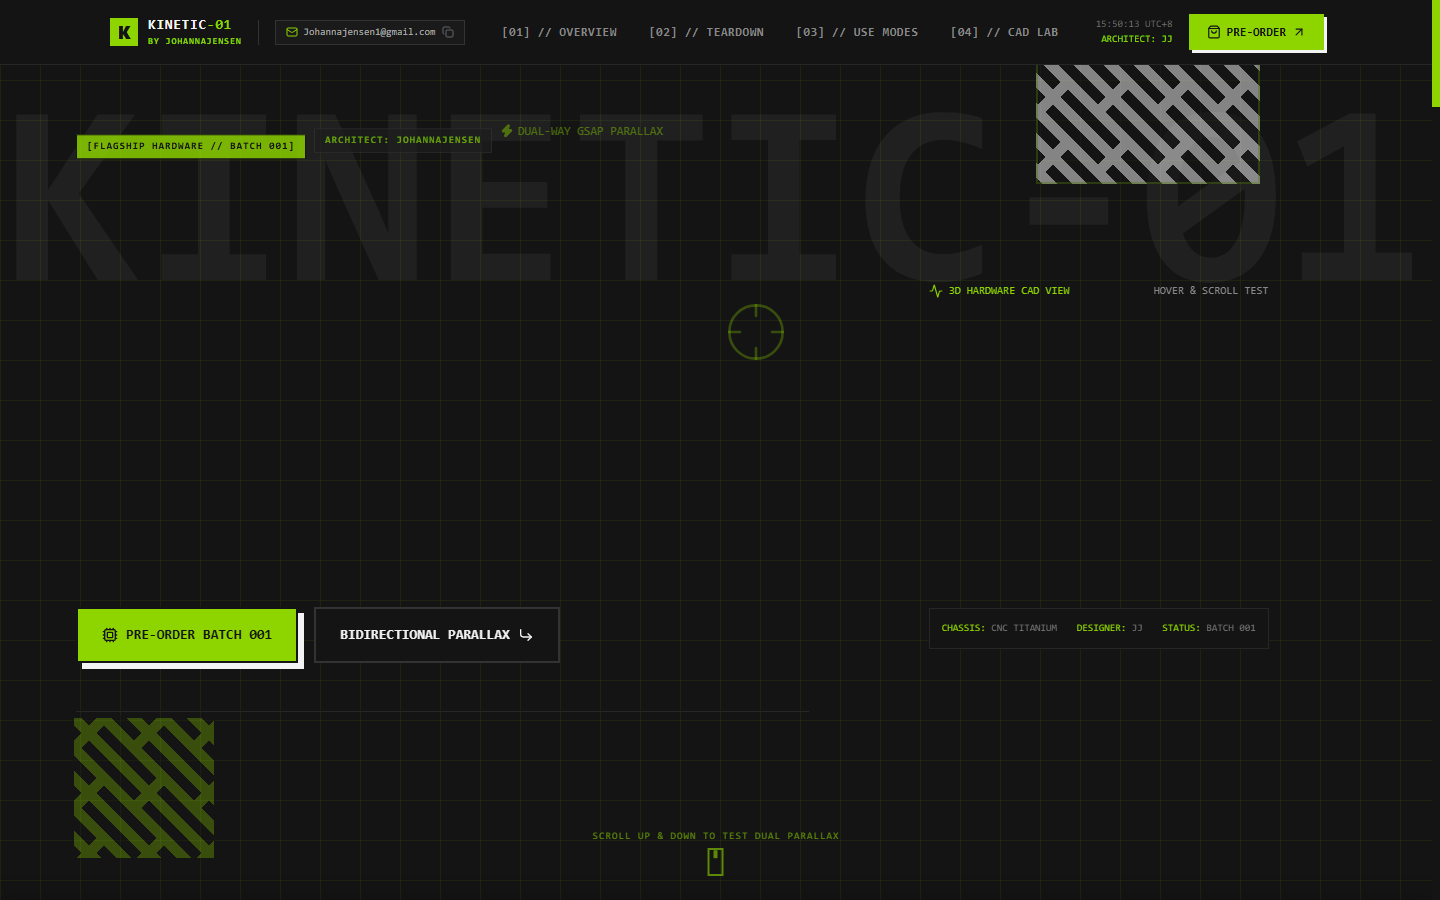 K
KINETIC-01
BY JOHANNAJENSEN
Johannajensen1@gmail.com
[01] // OVERVIEW
[02] // TEARDOWN
[03] // USE MODES
[04] // CAD LAB
15:50:13 UTC+8
ARCHITECT: JJ
PRE-ORDER
KINETIC-01
[FLAGSHIP HARDWARE // BATCH 001]
ARCHITECT: JOHANNAJENSEN
DUAL-WAY GSAP PARALLAX
3D HARDWARE CAD VIEW
HOVER & SCROLL TEST
PRE-ORDER BATCH 001
BIDIRECTIONAL PARALLAX
CHASSIS: CNC TITANIUM
DESIGNER: JJ
STATUS: BATCH 001
SCROLL UP & DOWN TO TEST DUAL PARALLAX